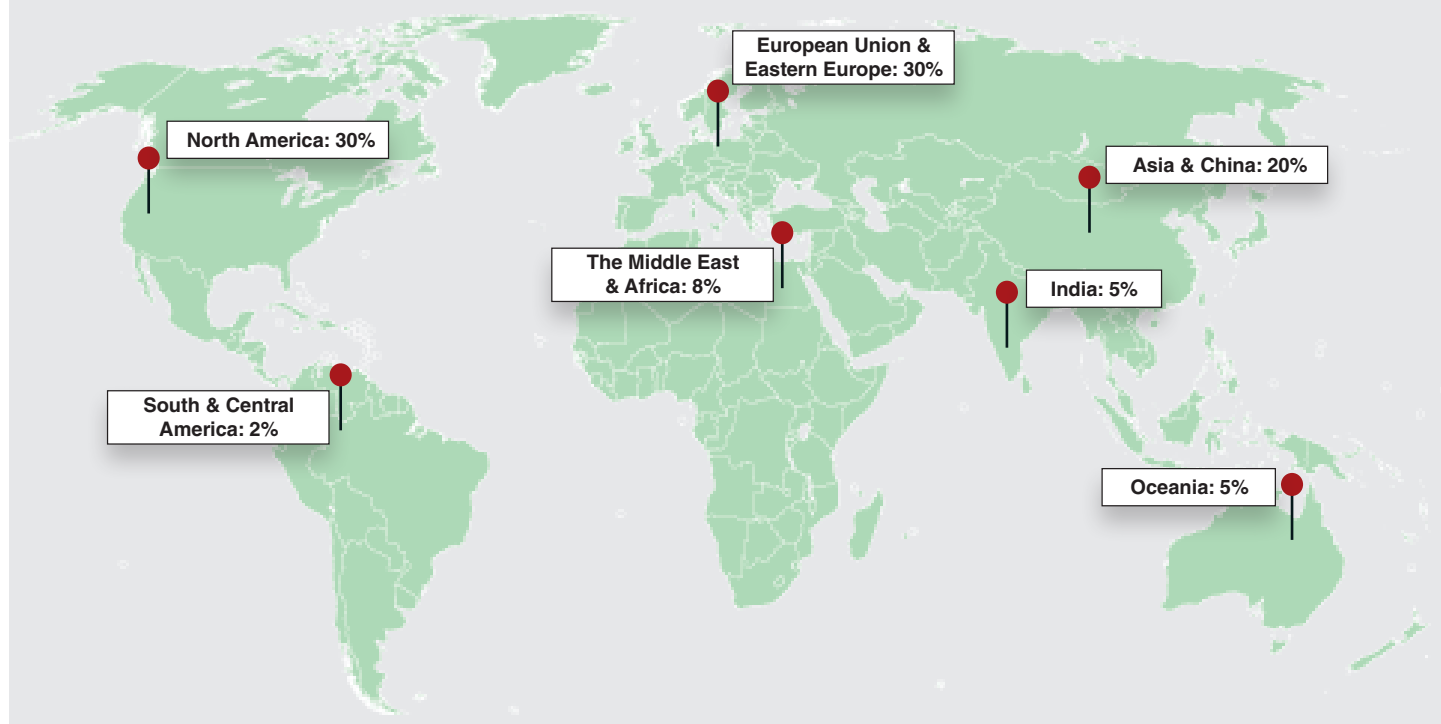 European Union &
Eastern Europe: 30%
North America: 30%
Asia & China: 20%
The Middle East
& Africa: 8%
India: 5%
South & Central
America: 2%
Oceania: 5%